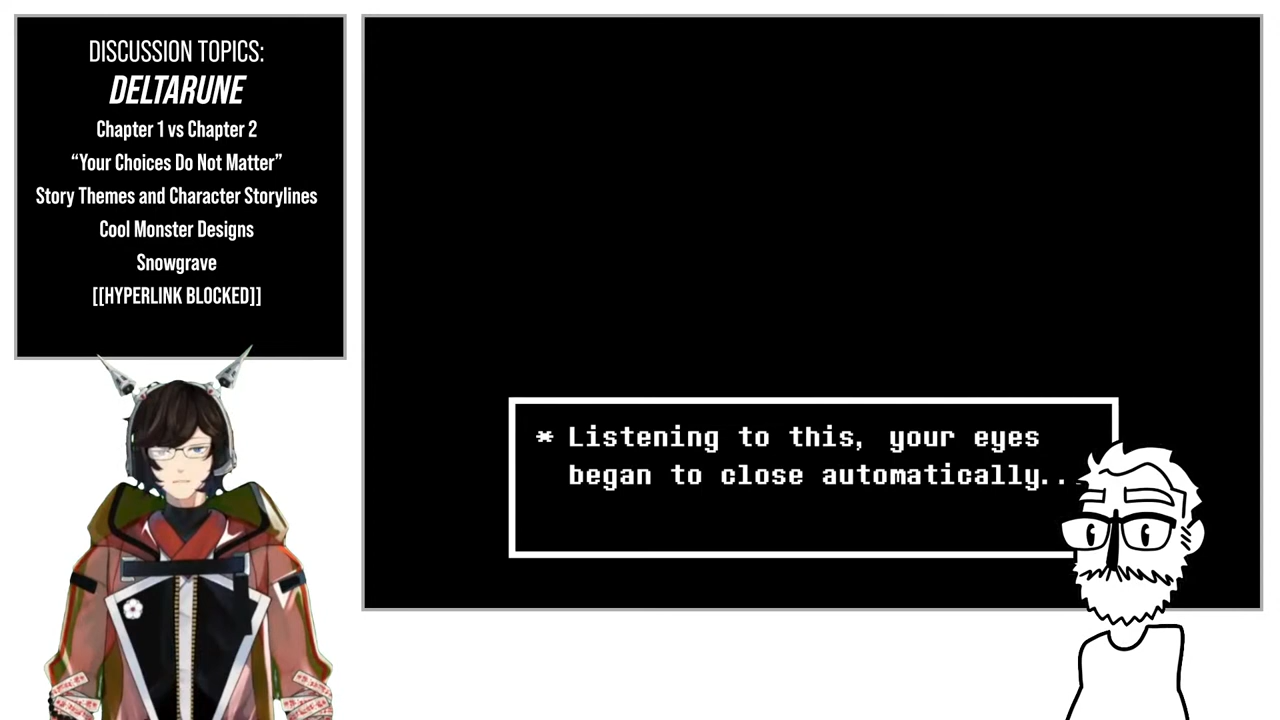 DISCUSSION TOPICS:
DELTARUNE
Chapter 1 vs Chapter 2
“Your Choices Do Not Matter”
Story Themes and Character Storylines
Cool Monster Designs
Snowgrave
[[HYPERLINK BLOCKED]]
* Listening to this, your eyes
began to close automatically...